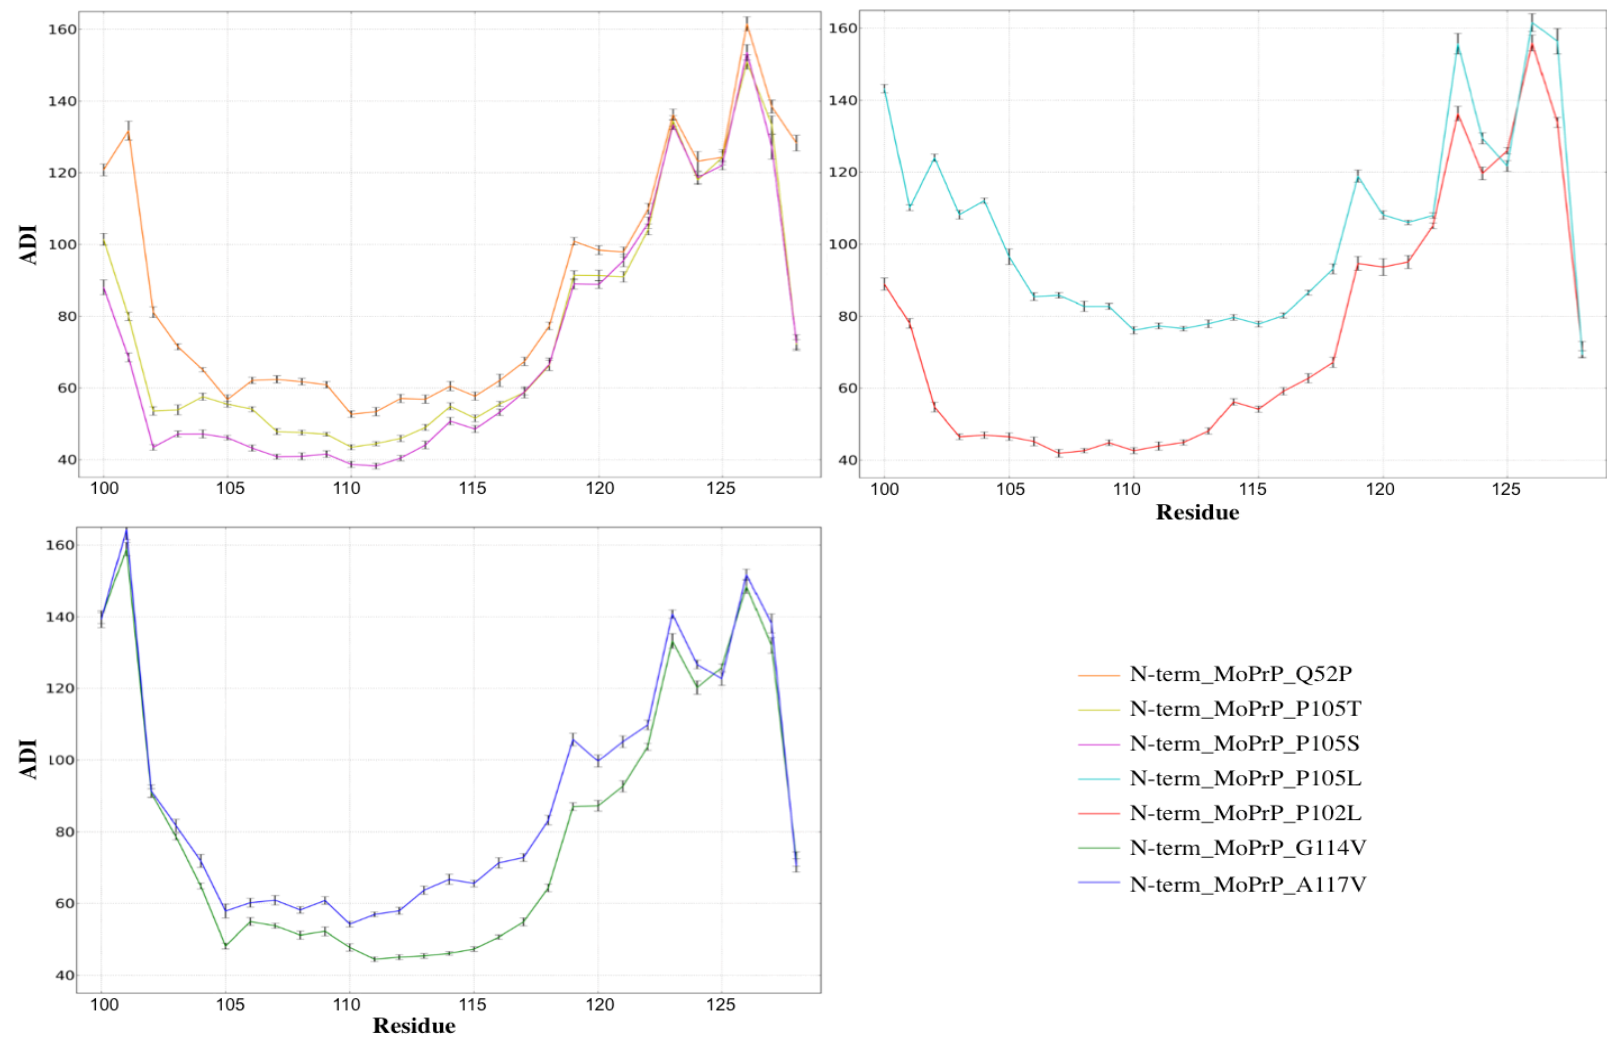 160
140
120
100
80
60
40
ADI
100 105 110 115 120 125
160
140
120
100
80
60
40
100 105 110 115 120 125
Residue
160
140
120
100
80
60
40
ADI
100 105 110 115 120 125
Residue
N-term_MoPrP_Q52P
N-term_MoPrP_P105T
N-term_MoPrP_P105S
N-term_MoPrP_P105L
N-term_MoPrP_P102L
N-term_MoPrP_G114V
N-term_MoPrP_A117V